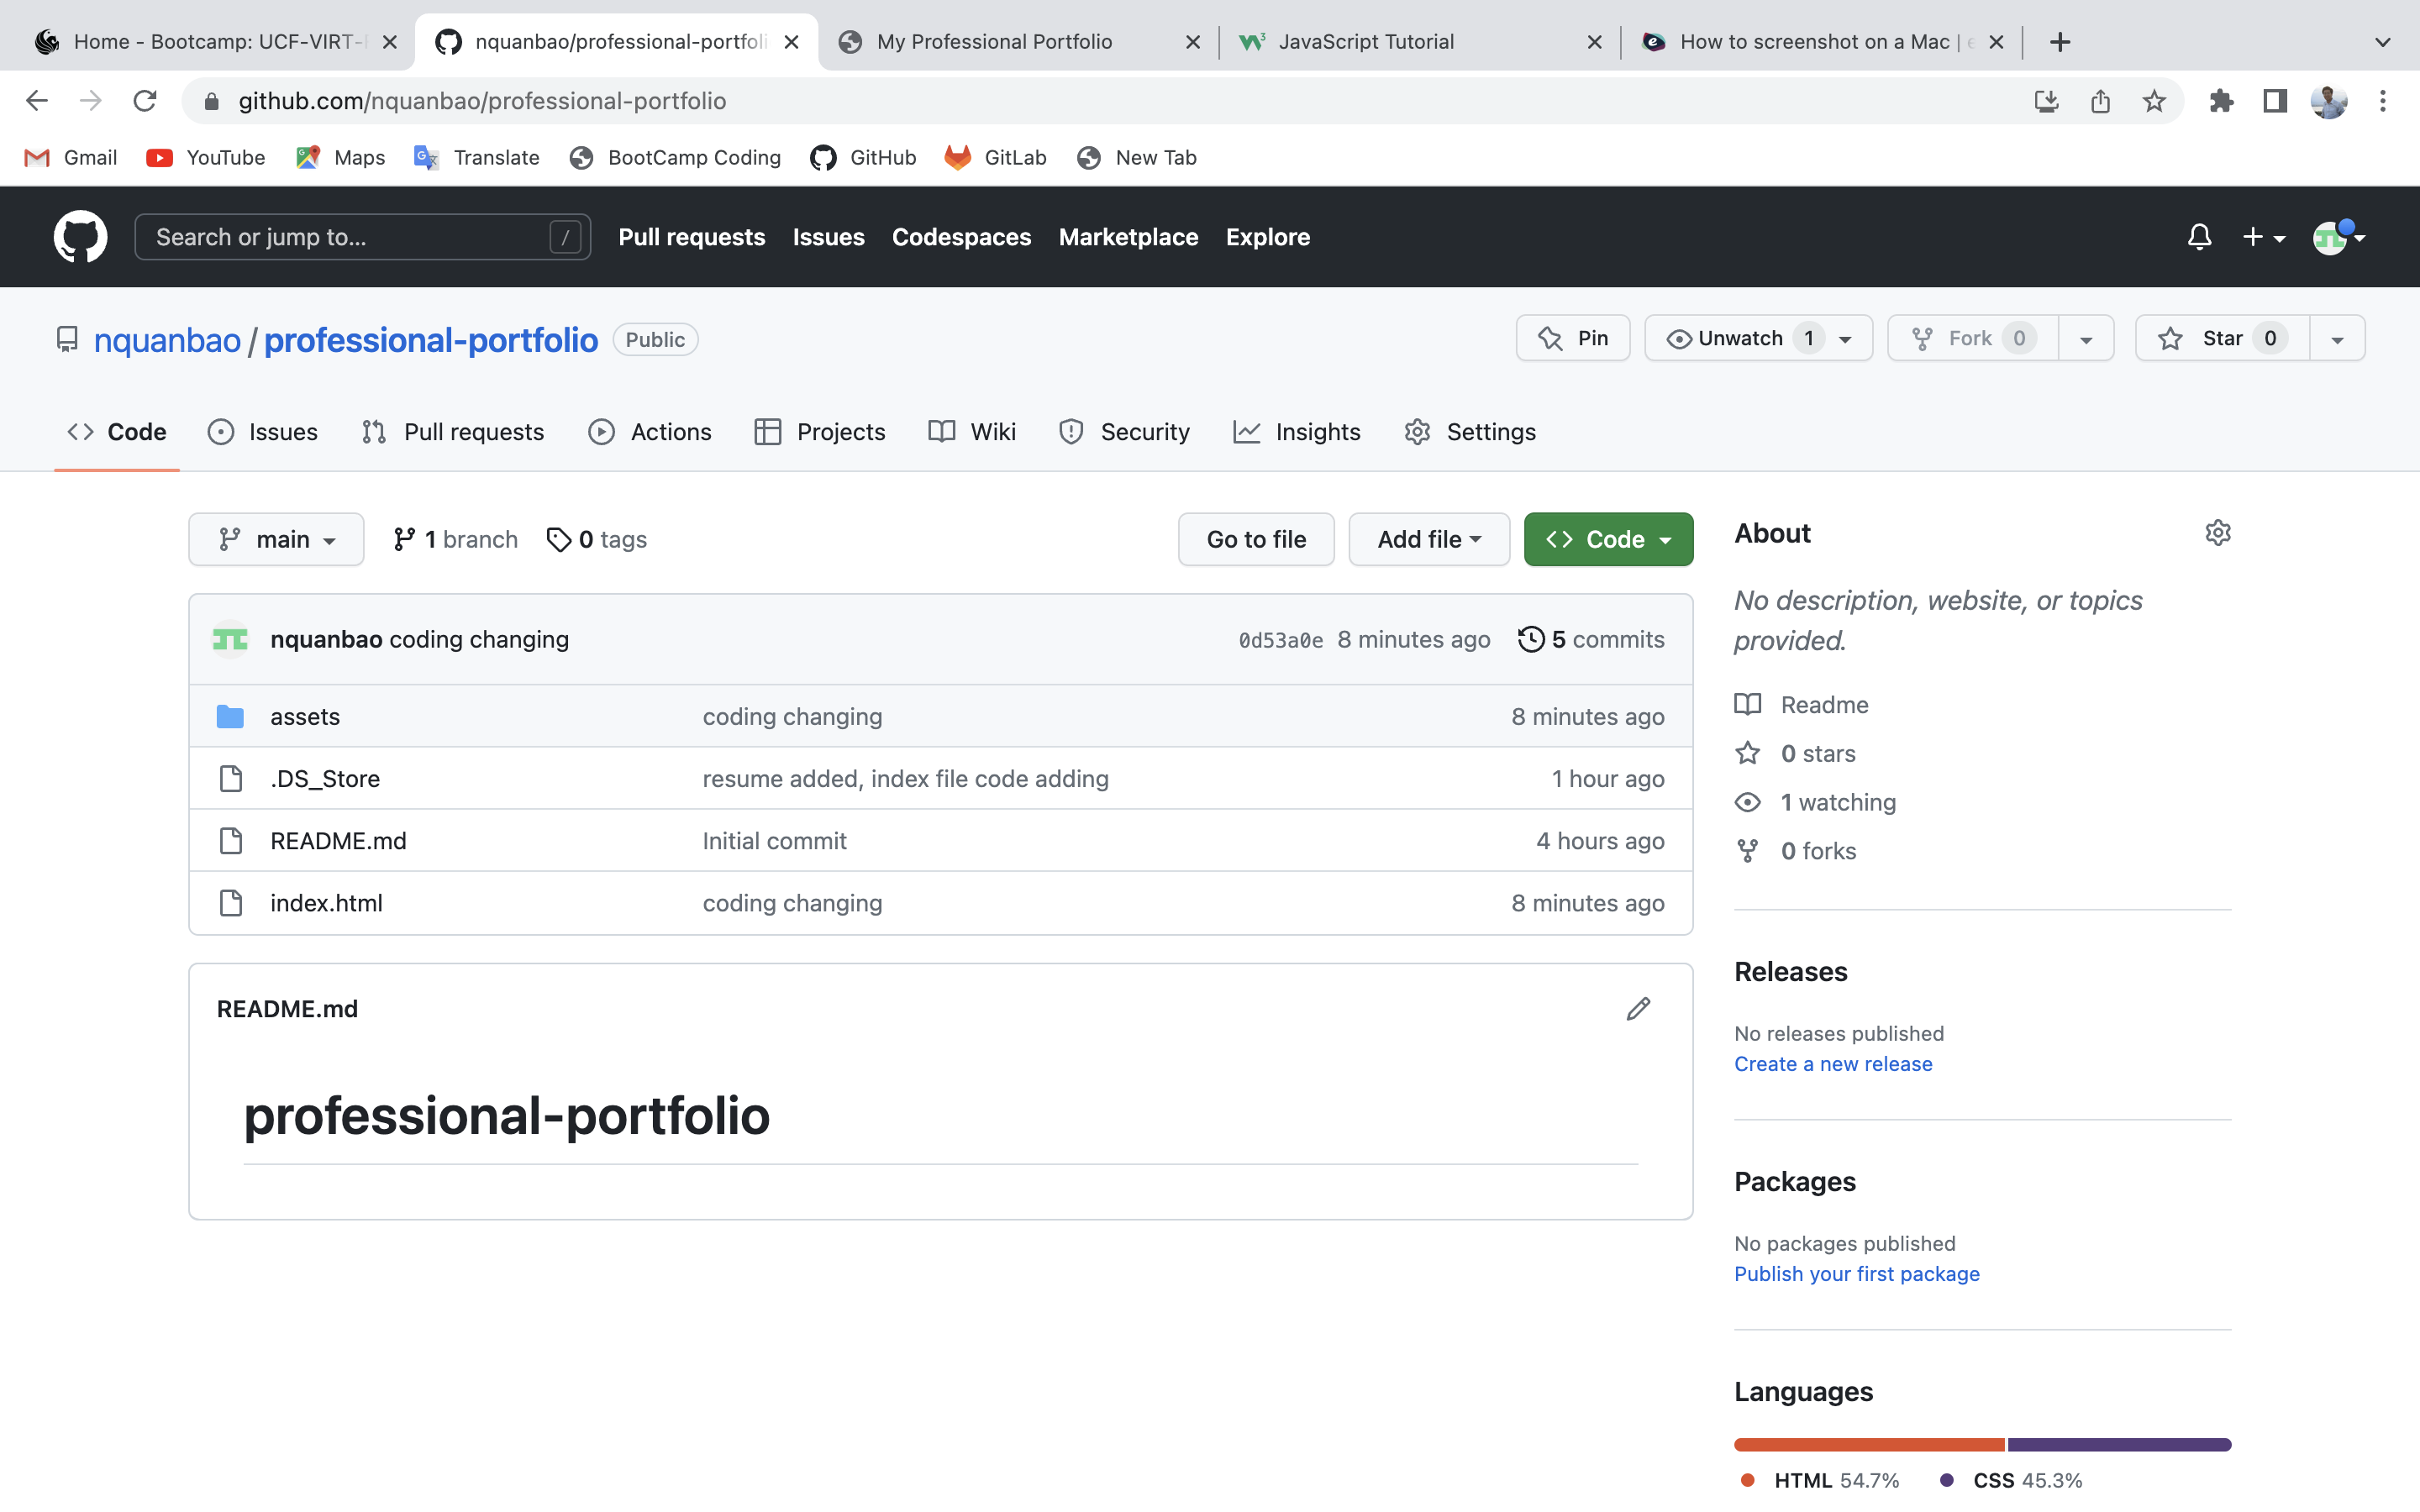 Home - Bootcamp: UCF-VIRT-
nquanbao/professional-portfoli
My Professional Portfolio
JavaScript Tutorial
How to screenshot on a Mac |
github.com/nquanbao/professional-portfolio
Gmail YouTube Maps Translate BootCamp Coding GitHub GitLab New Tab
Search or jump to... / Pull requests Issues Codespaces Marketplace Explore
nquanbao / professional-portfolio Public
Pin Unwatch 1 Fork 0 Star 0
Code Issues Pull requests Actions Projects Wiki Security Insights Settings
main 1 branch 0 tags Go to file Add file Code
nquanbao coding changing 0d53a0e 8 minutes ago 5 commits
assets coding changing 8 minutes ago
.DS_Store resume added, index file code adding 1 hour ago
README.md Initial commit 4 hours ago
index.html coding changing 8 minutes ago
README.md
professional-portfolio
About
No description, website, or topics
provided.
Readme
0 stars
1 watching
0 forks
Releases
No releases published
Create a new release
Packages
No packages published
Publish your first package
Languages
HTML 54.7% CSS 45.3%